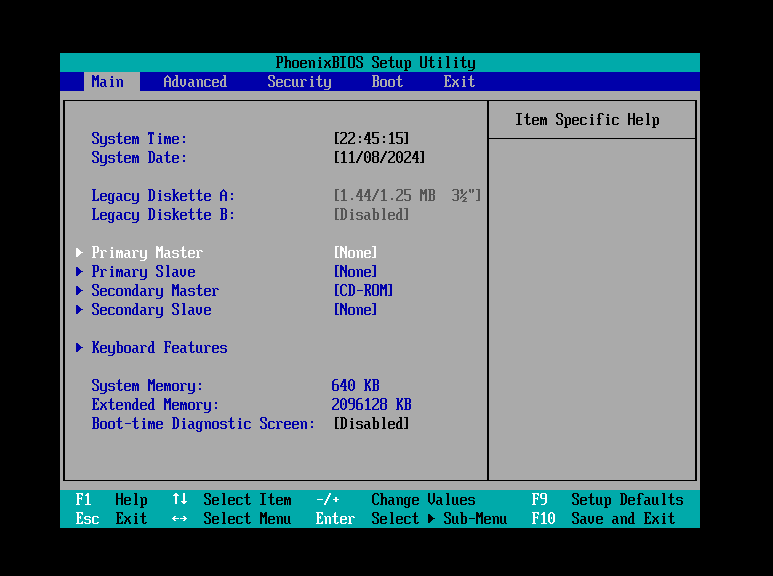 PhoenixBIOS Setup Utility
Main Advanced Security Boot Exit
Item Specific Help
System Time: [22:45:15]
System Date: [11/08/2024]
Legacy Diskette A: [1.44/1.25 MB 3½"]
Legacy Diskette B: [Disabled]
Primary Master [None]
Primary Slave [None]
Secondary Master [CD-ROM]
Secondary Slave [None]
Keyboard Features
System Memory: 640 KB
Extended Memory: 2096128 KB
Boot-time Diagnostic Screen: [Disabled]
F1 Help ↑↓ Select Item -/+ Change Values F9 Setup Defaults
Esc Exit ↔ Select Menu Enter Select ▶ Sub-Menu F10 Save and Exit